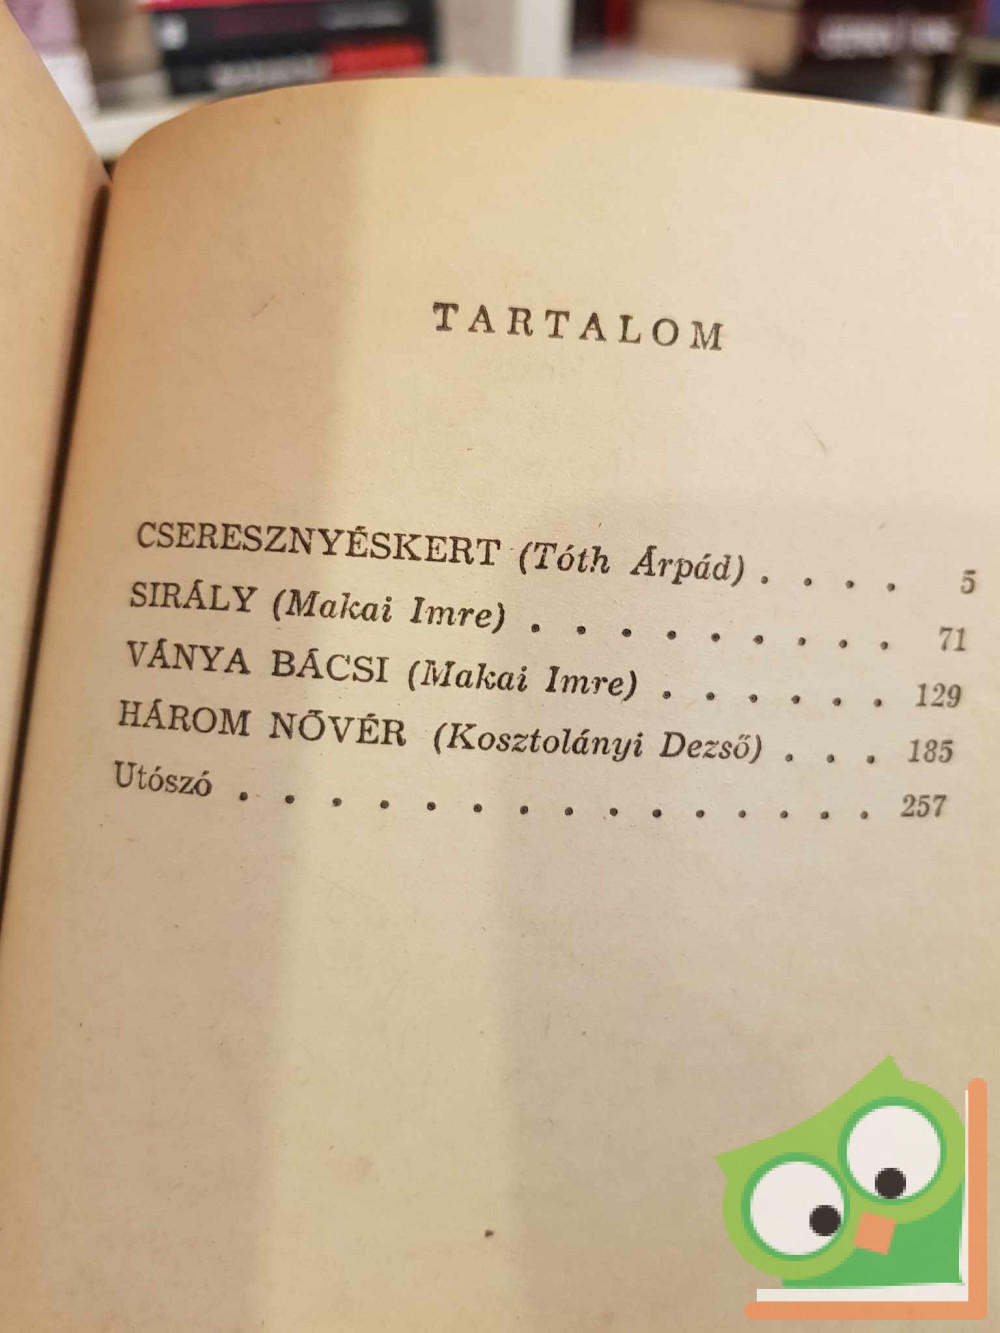 TARTALOM
CSERESZNYÉSKERT (Tóth Árpád) . . . . 5
SIRÁLY (Makai Imre) . . . . . . . . . 71
VÁNYA BÁCSI (Makai Imre) . . . . . . 129
HÁROM NŐVÉR (Kosztolányi Dezső) . . . 185
Utószó . . . . . . . . . . . . . . 257